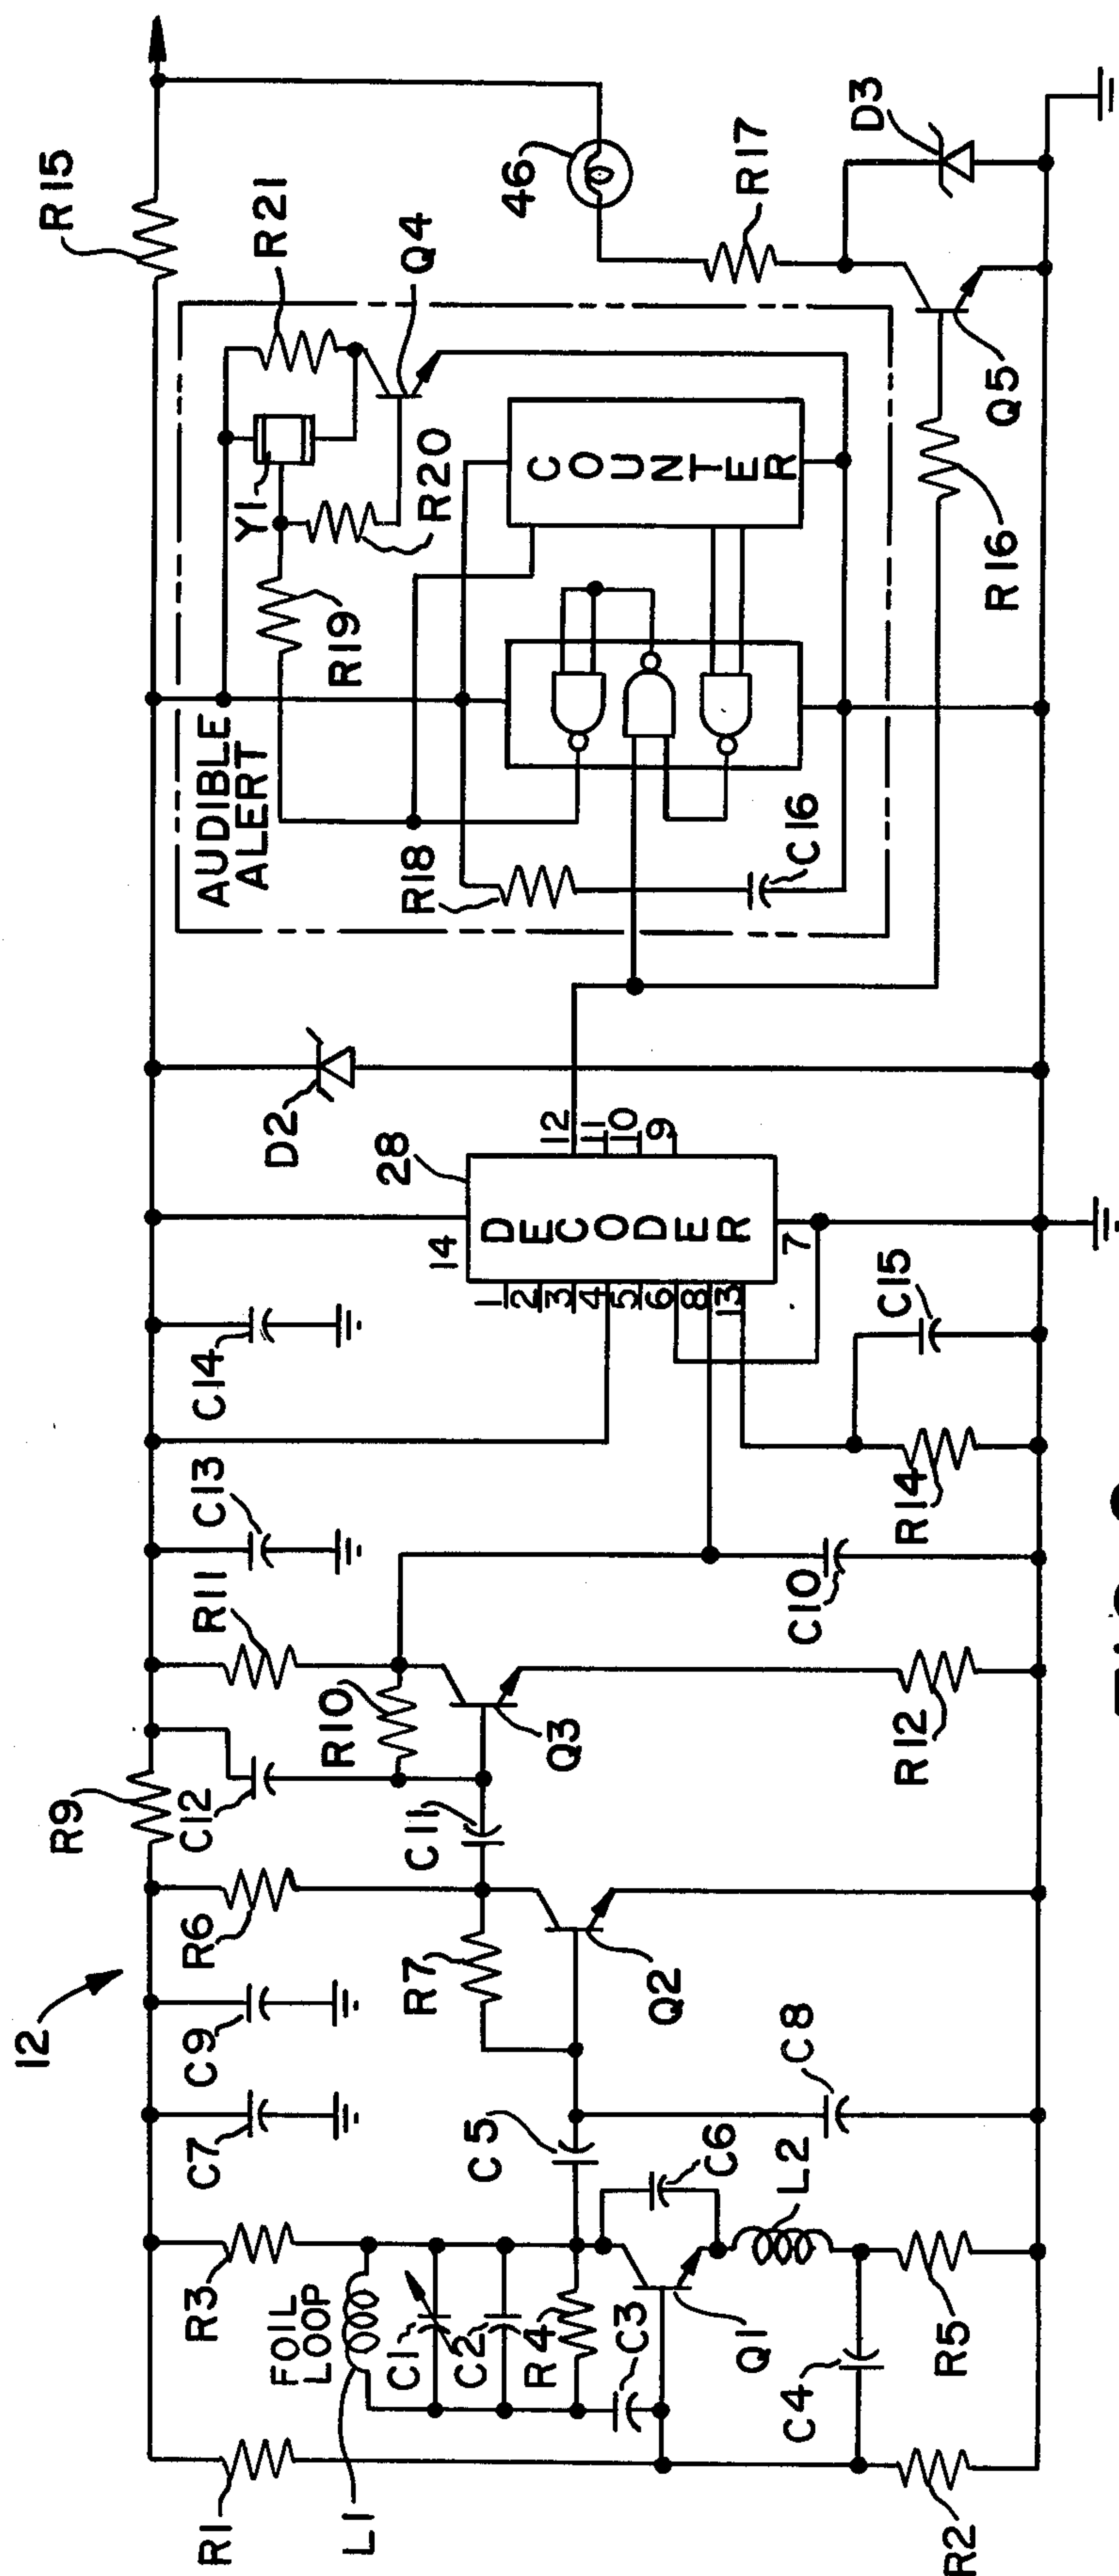 12
R9
R15
R1
R3
C7
C9
R6
C12
R11
C13
C14
D2
AUDIBLE
ALERT
R21
FOIL
LOOP
L1
C1
C2
R4
C3
C5
R7
C11
R10
28
14
DECODER
1
2
3
4
5
6
8
13
12
11
10
9
7
R18
R19
Y1
R20
Q4
46
COUNTER
C6
L2
Q1
Q2
Q3
C16
R17
C4
C8
C10
C15
D3
R2
R5
R12
R14
R16
Q5